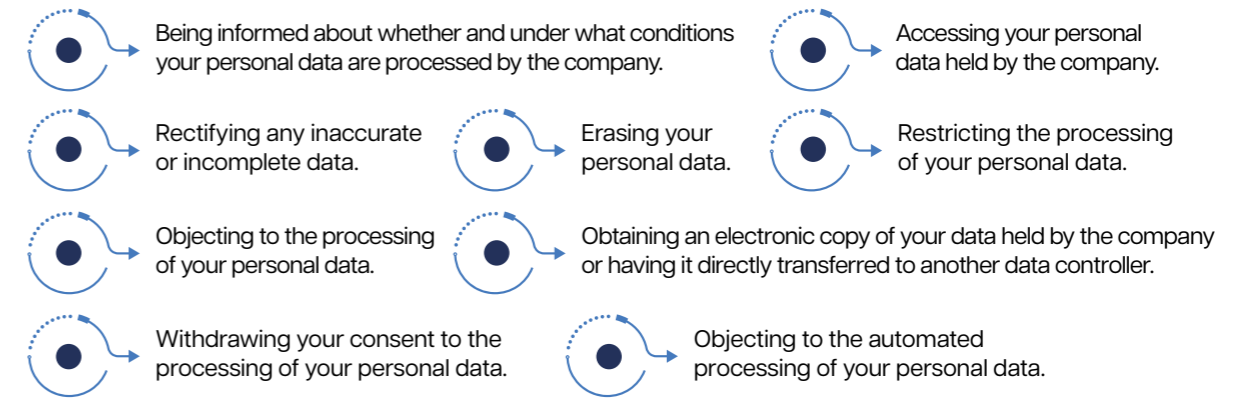 Being informed about whether and under what conditions
your personal data are processed by the company.
Accessing your personal
data held by the company.
Rectifying any inaccurate
or incomplete data.
Erasing your
personal data.
Restricting the processing
of your personal data.
Objecting to the processing
of your personal data.
Obtaining an electronic copy of your data held by the company
or having it directly transferred to another data controller.
Withdrawing your consent to the
processing of your personal data.
Objecting to the automated
processing of your personal data.